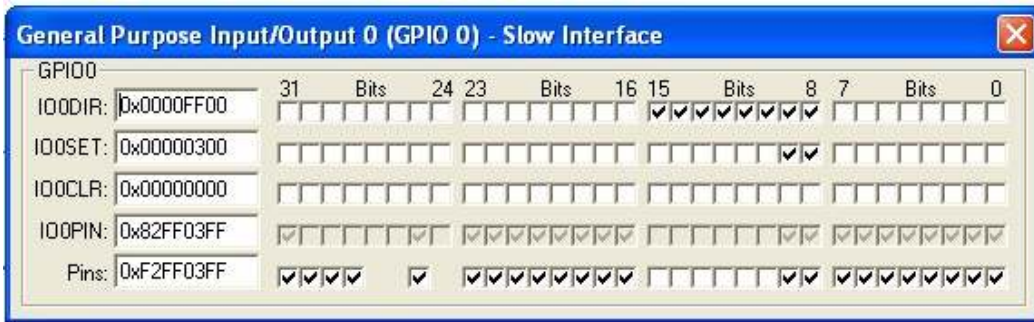 General Purpose Input/Output 0 (GPIO 0) - Slow Interface
GPIO0
31 Bits 24 23 Bits 16 15 Bits 8 7 Bits 0
IO0DIR: 0x0000FF00
IO0SET: 0x00000300
IO0CLR: 0x00000000
IO0PIN: 0x82FF03FF
Pins: 0xF2FF03FF